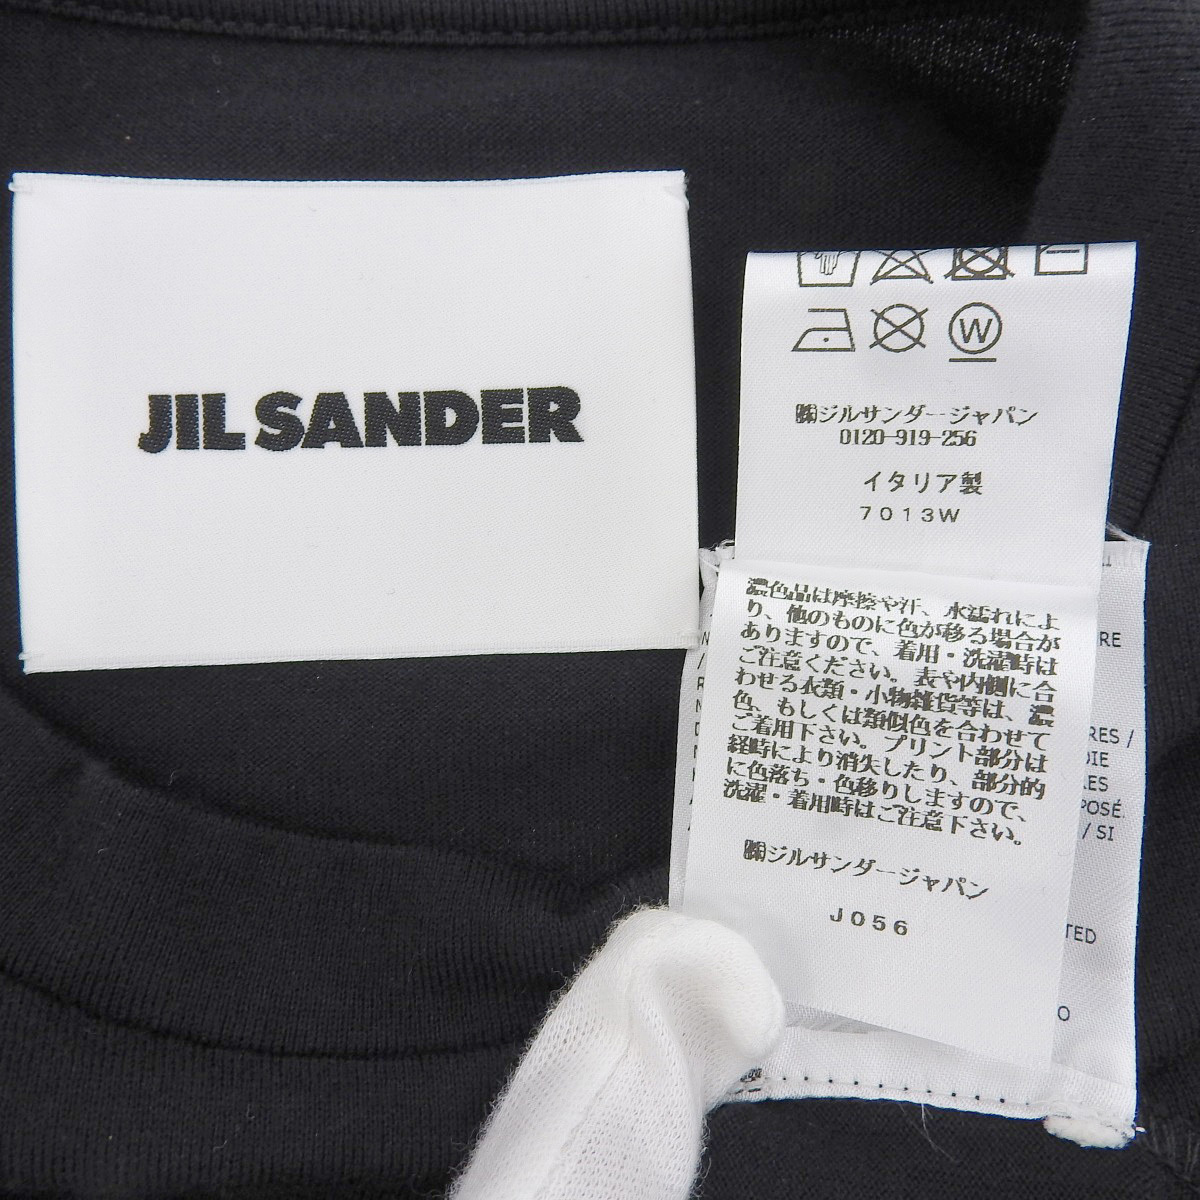 JIL SANDER
W
㈱ジルサンダージャパン
0120-919-256
イタリア製
7013W
濃色品は摩擦や汗、水濡れによ
り、他のものに色が移る場合が
ありますので、着用・洗濯時は
ご注意ください。表や内側に合
わせる衣類・小物雑貨等は、濃
色、もしくは類似色を合わせて
ご着用下さい。プリント部分は
経時により消失したり、部分的
に色落ち・色移りしますので、
洗濯・着用時はご注意下さい。
㈱ジルサンダージャパン
J056
RE
RES /
DIE
RES
POSÉ.
/ SI
TED
O